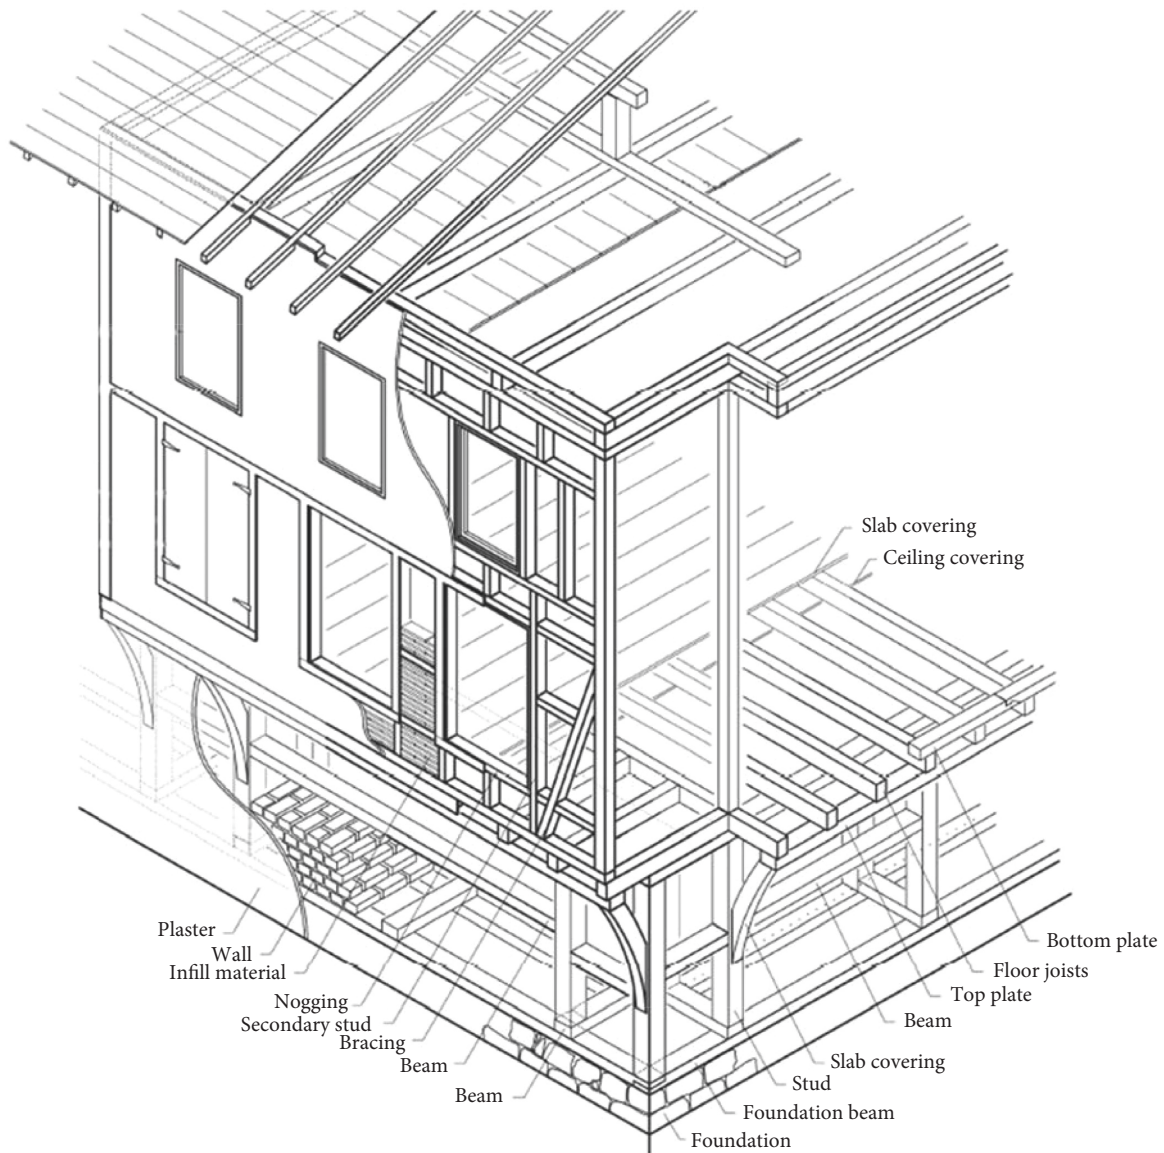 Slab covering
Ceiling covering
Plaster
Wall
Infill material
Nogging
Secondary stud
Bracing
Beam
Beam
Bottom plate
Floor joists
Top plate
Beam
Slab covering
Stud
Foundation beam
Foundation